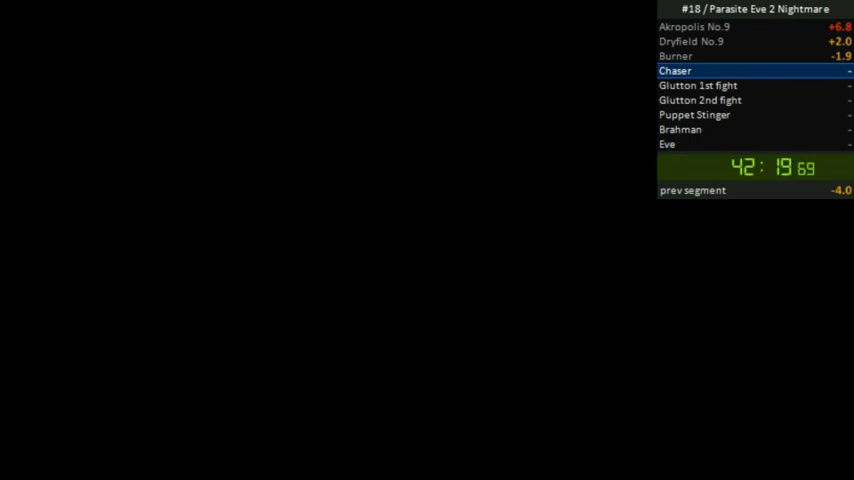 #18 / Parasite Eve 2 Nightmare
Akropolis No.9 +6.8
Dryfield No.9 +2.0
Burner -1.9
Chaser -
Glutton 1st fight -
Glutton 2nd fight -
Puppet Stinger -
Brahman -
Eve -
42:19 69
prev segment -4.0